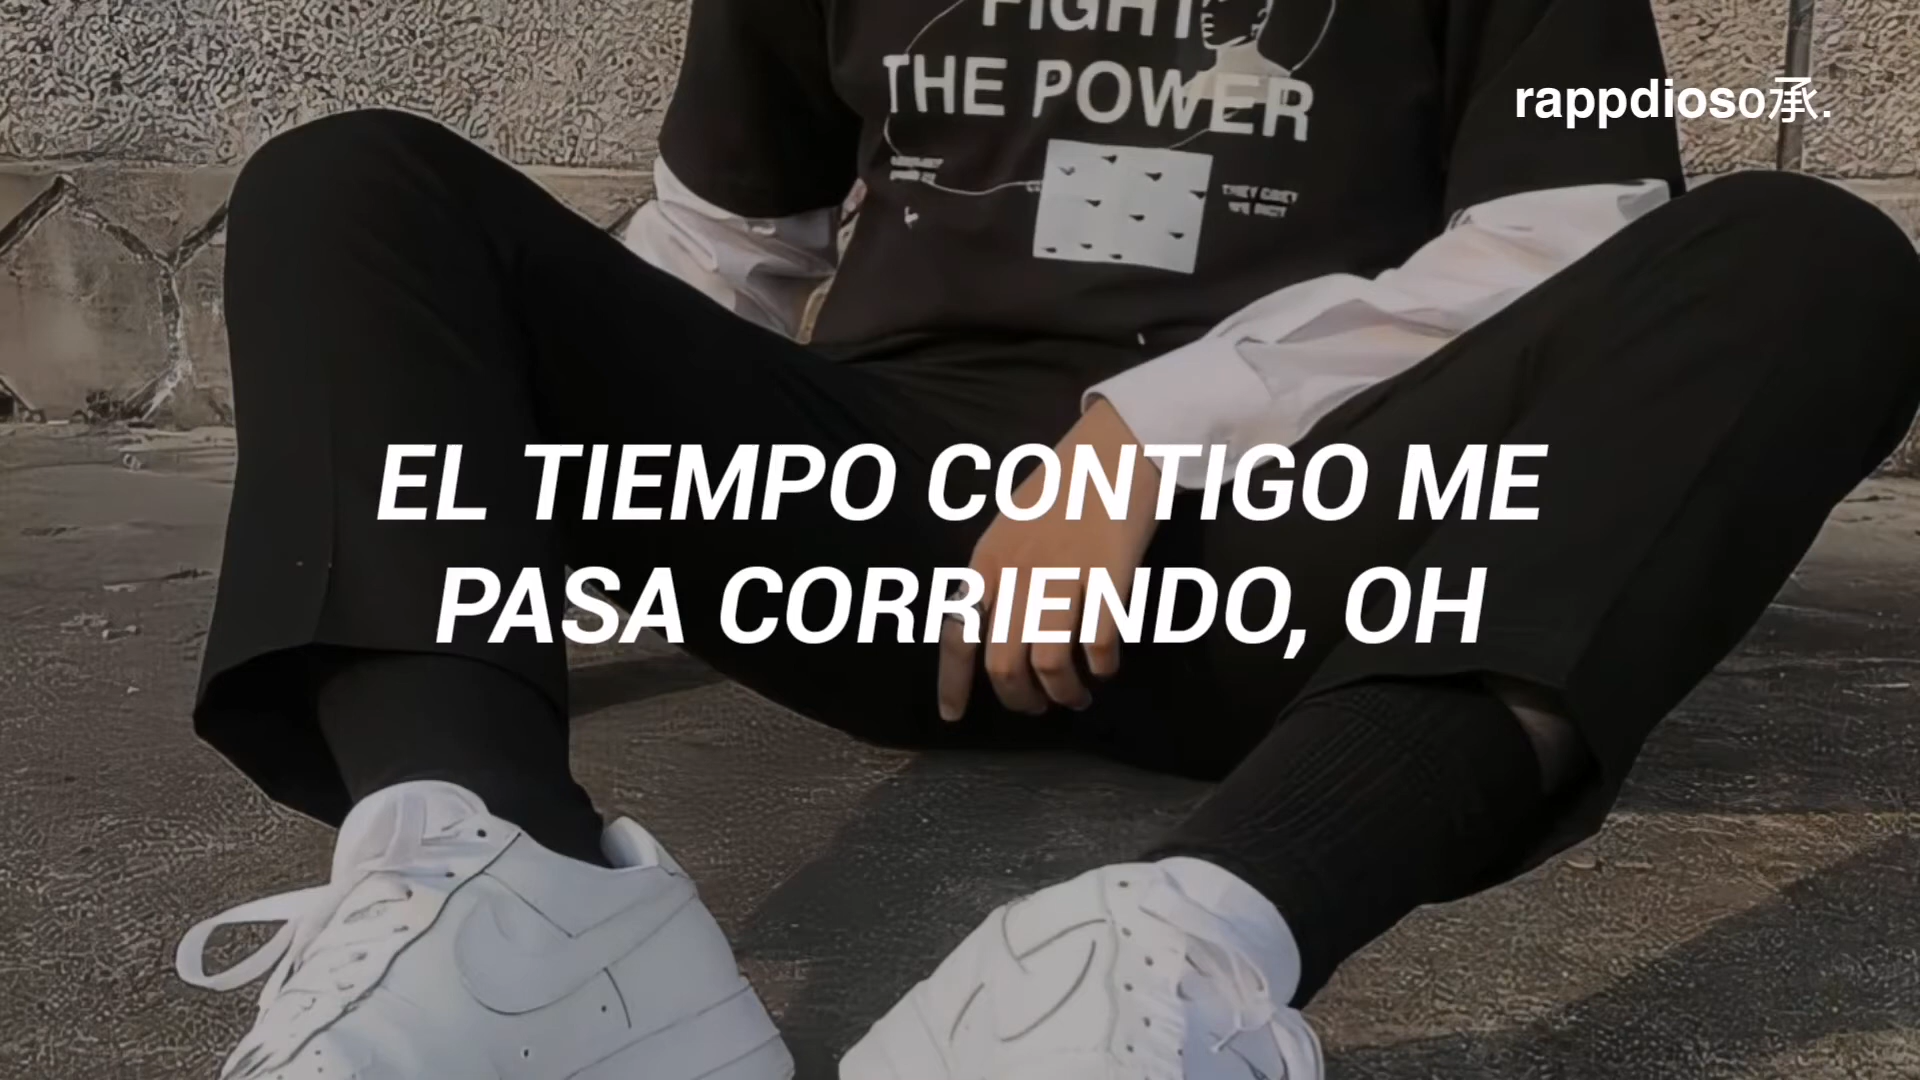 FIGHT
THE POWER
rappdioso承.
EL TIEMPO CONTIGO ME
PASA CORRIENDO, OH